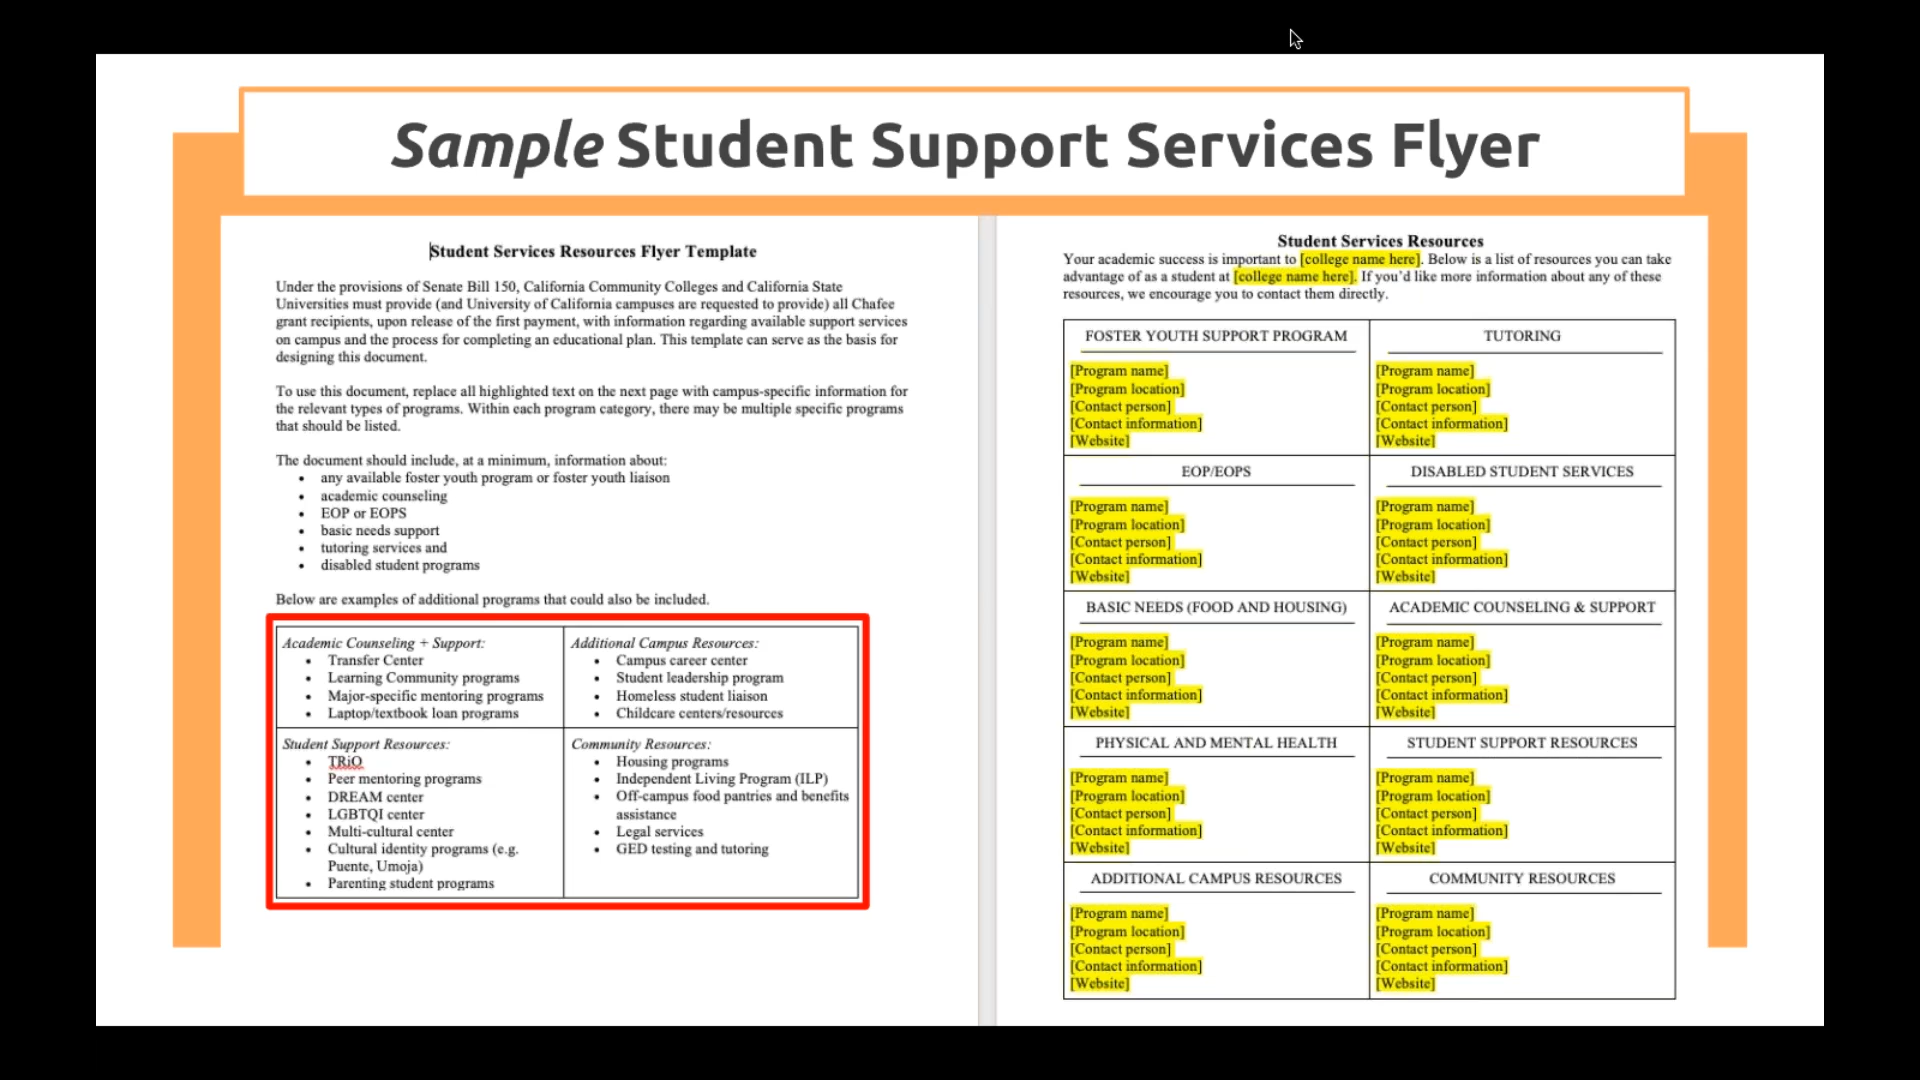 Sample Student Support Services Flyer
Student Services Resources Flyer Template
Under the provisions of Senate Bill 150, California Community Colleges and California State
Universities must provide (and University of California campuses are requested to provide) all Chafee
grant recipients, upon release of the first payment, with information regarding available support services
on campus and the process for completing an educational plan. This template can serve as the basis for
designing this document.
To use this document, replace all highlighted text on the next page with campus-specific information for
the relevant types of programs. Within each program category, there may be multiple specific programs
that should be listed.
The document should include, at a minimum, information about:
• any available foster youth program or foster youth liaison
• academic counseling
• EOP or EOPS
• basic needs support
• tutoring services and
• disabled student programs
Below are examples of additional programs that could also be included.
Academic Counseling + Support:
• Transfer Center
• Learning Community programs
• Major-specific mentoring programs
• Laptop/textbook loan programs
Additional Campus Resources:
• Campus career center
• Student leadership program
• Homeless student liaison
• Childcare centers/resources
Student Support Resources:
• TRiO
• Peer mentoring programs
• DREAM center
• LGBTQI center
• Multi-cultural center
• Cultural identity programs (e.g.
Puente, Umoja)
• Parenting student programs
Community Resources:
• Housing programs
• Independent Living Program (ILP)
• Off-campus food pantries and benefits
assistance
• Legal services
• GED testing and tutoring
Student Services Resources
Your academic success is important to [college name here]. Below is a list of resources you can take
advantage of as a student at [college name here]. If you'd like more information about any of these
resources, we encourage you to contact them directly.
FOSTER YOUTH SUPPORT PROGRAM
[Program name]
[Program location]
[Contact person]
[Contact information]
[Website]
TUTORING
[Program name]
[Program location]
[Contact person]
[Contact information]
[Website]
EOP/EOPS
[Program name]
[Program location]
[Contact person]
[Contact information]
[Website]
DISABLED STUDENT SERVICES
[Program name]
[Program location]
[Contact person]
[Contact information]
[Website]
BASIC NEEDS (FOOD AND HOUSING)
[Program name]
[Program location]
[Contact person]
[Contact information]
[Website]
ACADEMIC COUNSELING & SUPPORT
[Program name]
[Program location]
[Contact person]
[Contact information]
[Website]
PHYSICAL AND MENTAL HEALTH
[Program name]
[Program location]
[Contact person]
[Contact information]
[Website]
STUDENT SUPPORT RESOURCES
[Program name]
[Program location]
[Contact person]
[Contact information]
[Website]
ADDITIONAL CAMPUS RESOURCES
[Program name]
[Program location]
[Contact person]
[Contact information]
[Website]
COMMUNITY RESOURCES
[Program name]
[Program location]
[Contact person]
[Contact information]
[Website]